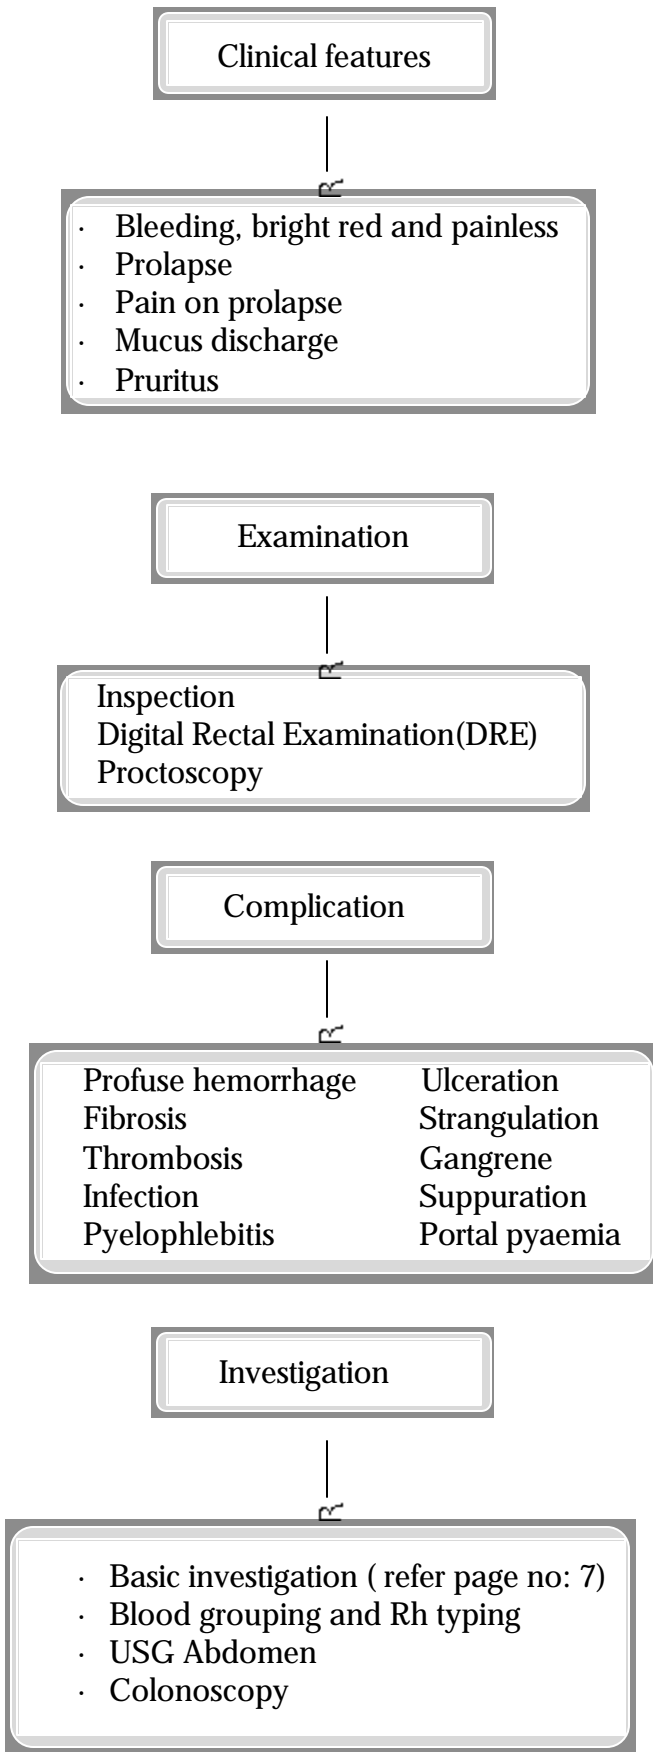 Clinical features
R
· Bleeding, bright red and painless
· Prolapse
· Pain on prolapse
· Mucus discharge
· Pruritus
Examination
R
Inspection
Digital Rectal Examination(DRE)
Proctoscopy
Complication
R
Profuse hemorrhage Ulceration
Fibrosis Strangulation
Thrombosis Gangrene
Infection Suppuration
Pyelophlebitis Portal pyaemia
Investigation
R
· Basic investigation ( refer page no: 7)
· Blood grouping and Rh typing
· USG Abdomen
· Colonoscopy